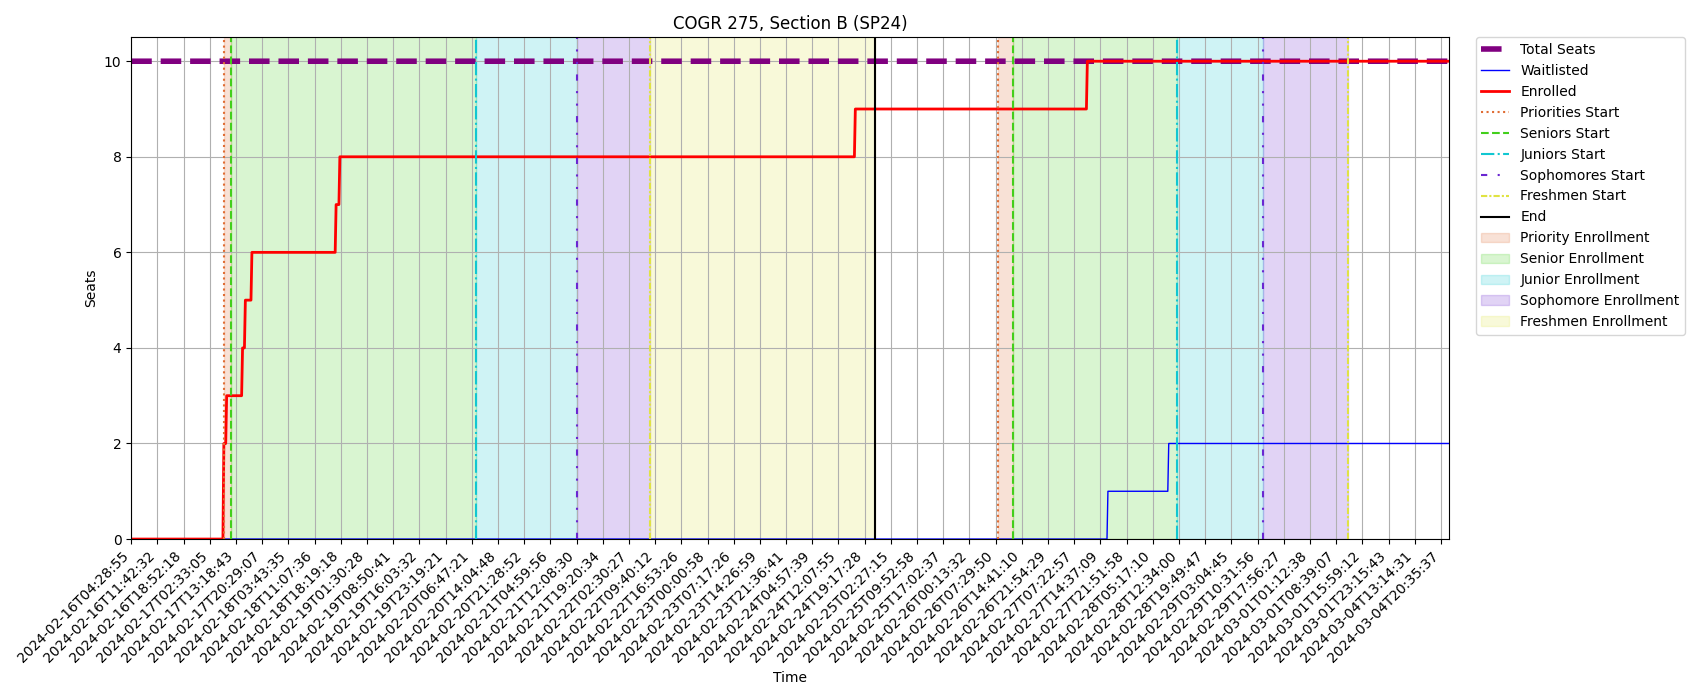 COGR 275, Section B (SP24)
Seats
10
8
6
4
2
0
2024-02-16T04:28:55
2024-02-16T11:42:32
2024-02-16T18:52:18
2024-02-17T02:33:05
2024-02-17T13:18:43
2024-02-17T20:29:07
2024-02-18T03:43:35
2024-02-18T11:07:36
2024-02-18T18:19:18
2024-02-19T01:30:28
2024-02-19T08:50:41
2024-02-19T16:03:32
2024-02-19T23:19:21
2024-02-20T06:47:21
2024-02-20T14:04:48
2024-02-20T21:28:52
2024-02-21T04:59:56
2024-02-21T12:08:30
2024-02-21T19:20:34
2024-02-22T02:30:27
2024-02-22T09:40:12
2024-02-22T16:53:26
2024-02-23T00:00:58
2024-02-23T07:17:26
2024-02-23T14:26:59
2024-02-23T21:36:41
2024-02-24T04:57:39
2024-02-24T12:07:55
2024-02-24T19:17:28
2024-02-25T02:27:15
2024-02-25T09:52:58
2024-02-25T17:02:37
2024-02-26T00:13:32
2024-02-26T07:29:50
2024-02-26T14:41:10
2024-02-26T21:54:29
2024-02-27T07:22:57
2024-02-27T14:37:09
2024-02-27T21:51:58
2024-02-28T05:17:10
2024-02-28T12:34:00
2024-02-28T19:49:47
2024-02-29T03:04:45
2024-02-29T10:31:56
2024-02-29T17:56:27
2024-03-01T01:12:38
2024-03-01T08:39:07
2024-03-01T15:59:12
2024-03-01T23:15:43
2024-03-04T13:14:31
2024-03-04T20:35:37
Time
Total Seats
Waitlisted
Enrolled
Priorities Start
Seniors Start
Juniors Start
Sophomores Start
Freshmen Start
End
Priority Enrollment
Senior Enrollment
Junior Enrollment
Sophomore Enrollment
Freshmen Enrollment